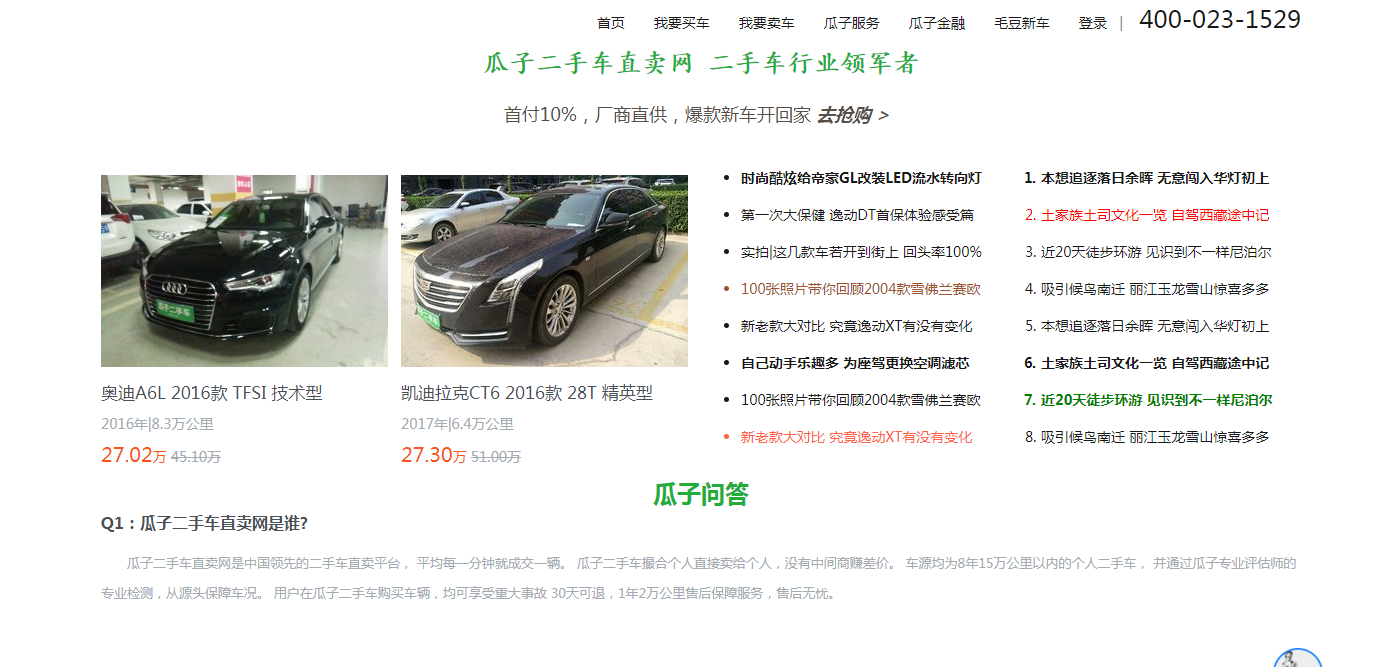 首页 我要买车 我要卖车 瓜子服务 瓜子金融 毛豆新车 登录 | 400-023-1529
瓜子二手车直卖网 二手车行业领军者
首付10%，厂商直供，爆款新车开回家 去抢购 >
奥迪A6L 2016款 TFSI 技术型
2016年|8.3万公里
27.02万 45.10万
凯迪拉克CT6 2016款 28T 精英型
2017年|6.4万公里
27.30万 51.00万
• 时尚酷炫给帝家GL改装LED流水转向灯
• 第一次大保健 逸动DT首保体验感受篇
• 实拍|这几款车若开到街上 回头率100%
• 100张照片带你回顾2004款雪佛兰赛欧
• 新老款大对比 究竟逸动XT有没有变化
• 自己动手乐趣多 为座驾更换空调滤芯
• 100张照片带你回顾2004款雪佛兰赛欧
• 新老款大对比 究竟逸动XT有没有变化
1. 本想追逐落日余晖 无意闯入华灯初上
2. 土家族土司文化一览 自驾西藏途中记
3. 近20天徒步环游 见识到不一样尼泊尔
4. 吸引候鸟南迁 丽江玉龙雪山惊喜多多
5. 本想追逐落日余晖 无意闯入华灯初上
6. 土家族土司文化一览 自驾西藏途中记
7. 近20天徒步环游 见识到不一样尼泊尔
8. 吸引候鸟南迁 丽江玉龙雪山惊喜多多
瓜子问答
Q1：瓜子二手车直卖网是谁?
瓜子二手车直卖网是中国领先的二手车直卖平台， 平均每一分钟就成交一辆。 瓜子二手车撮合个人直接卖给个人，没有中间商赚差价。 车源均为8年15万公里以内的个人二手车， 并通过瓜子专业评估师的
专业检测，从源头保障车况。 用户在瓜子二手车购买车辆，均可享受重大事故 30天可退，1年2万公里售后保障服务，售后无忧。